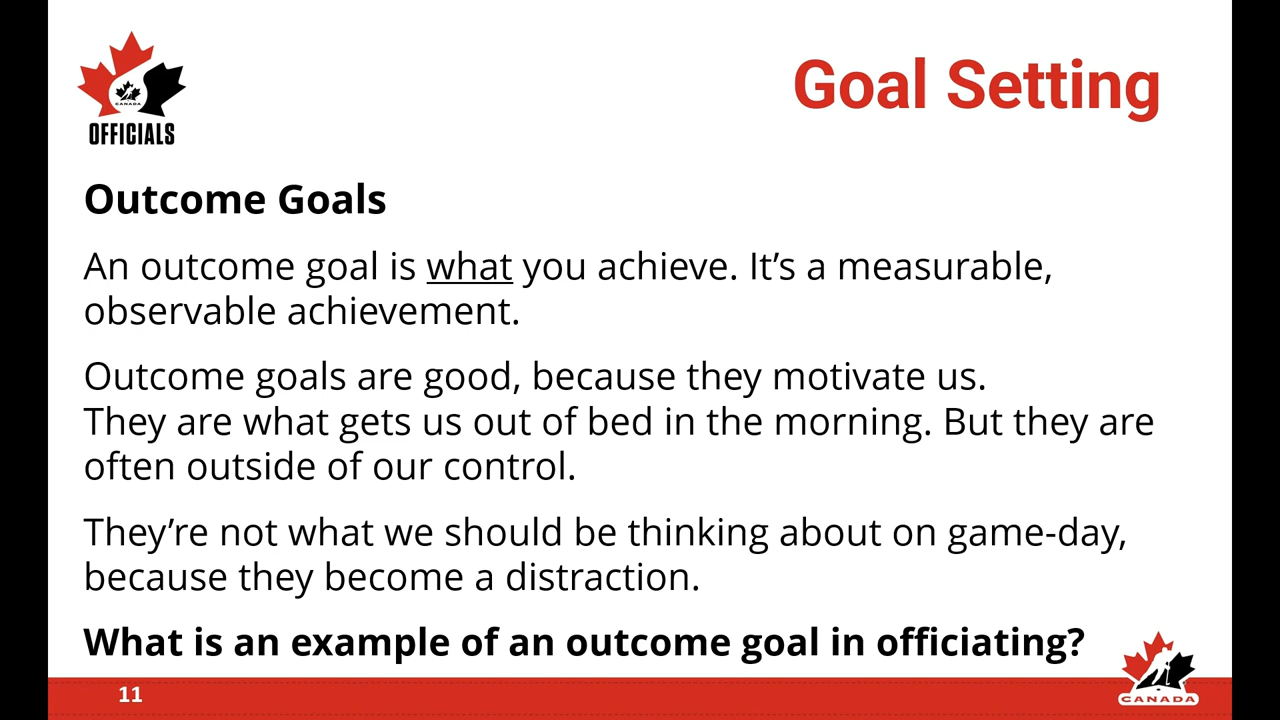 OFFICIALS
CANADA
Goal Setting
Outcome Goals
An outcome goal is what you achieve. It’s a measurable,
observable achievement.
Outcome goals are good, because they motivate us.
They are what gets us out of bed in the morning. But they are
often outside of our control.
They’re not what we should be thinking about on game-day,
because they become a distraction.
What is an example of an outcome goal in officiating?
11
CANADA